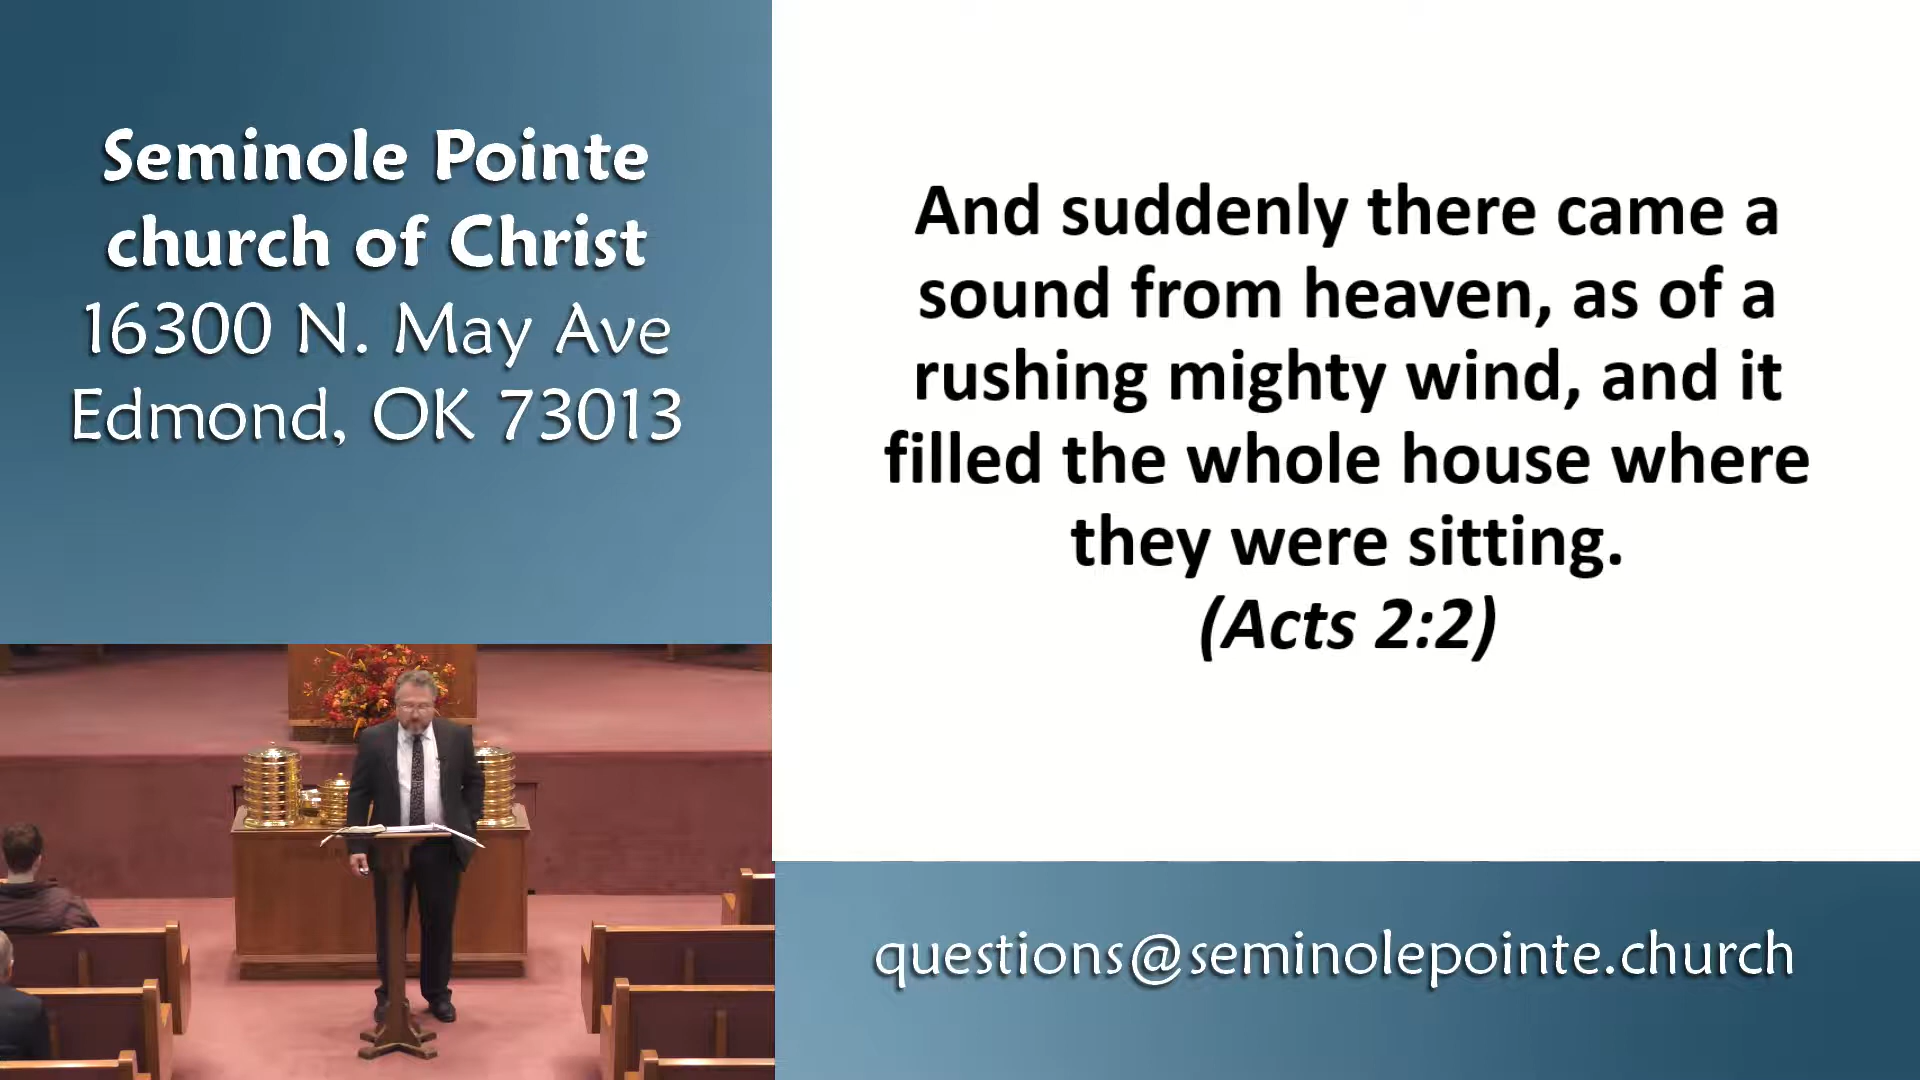 Seminole Pointe
church of Christ
16300 N. May Ave
Edmond, OK 73013
And suddenly there came a
sound from heaven, as of a
rushing mighty wind, and it
filled the whole house where
they were sitting.
(Acts 2:2)
questions@seminolepointe.church